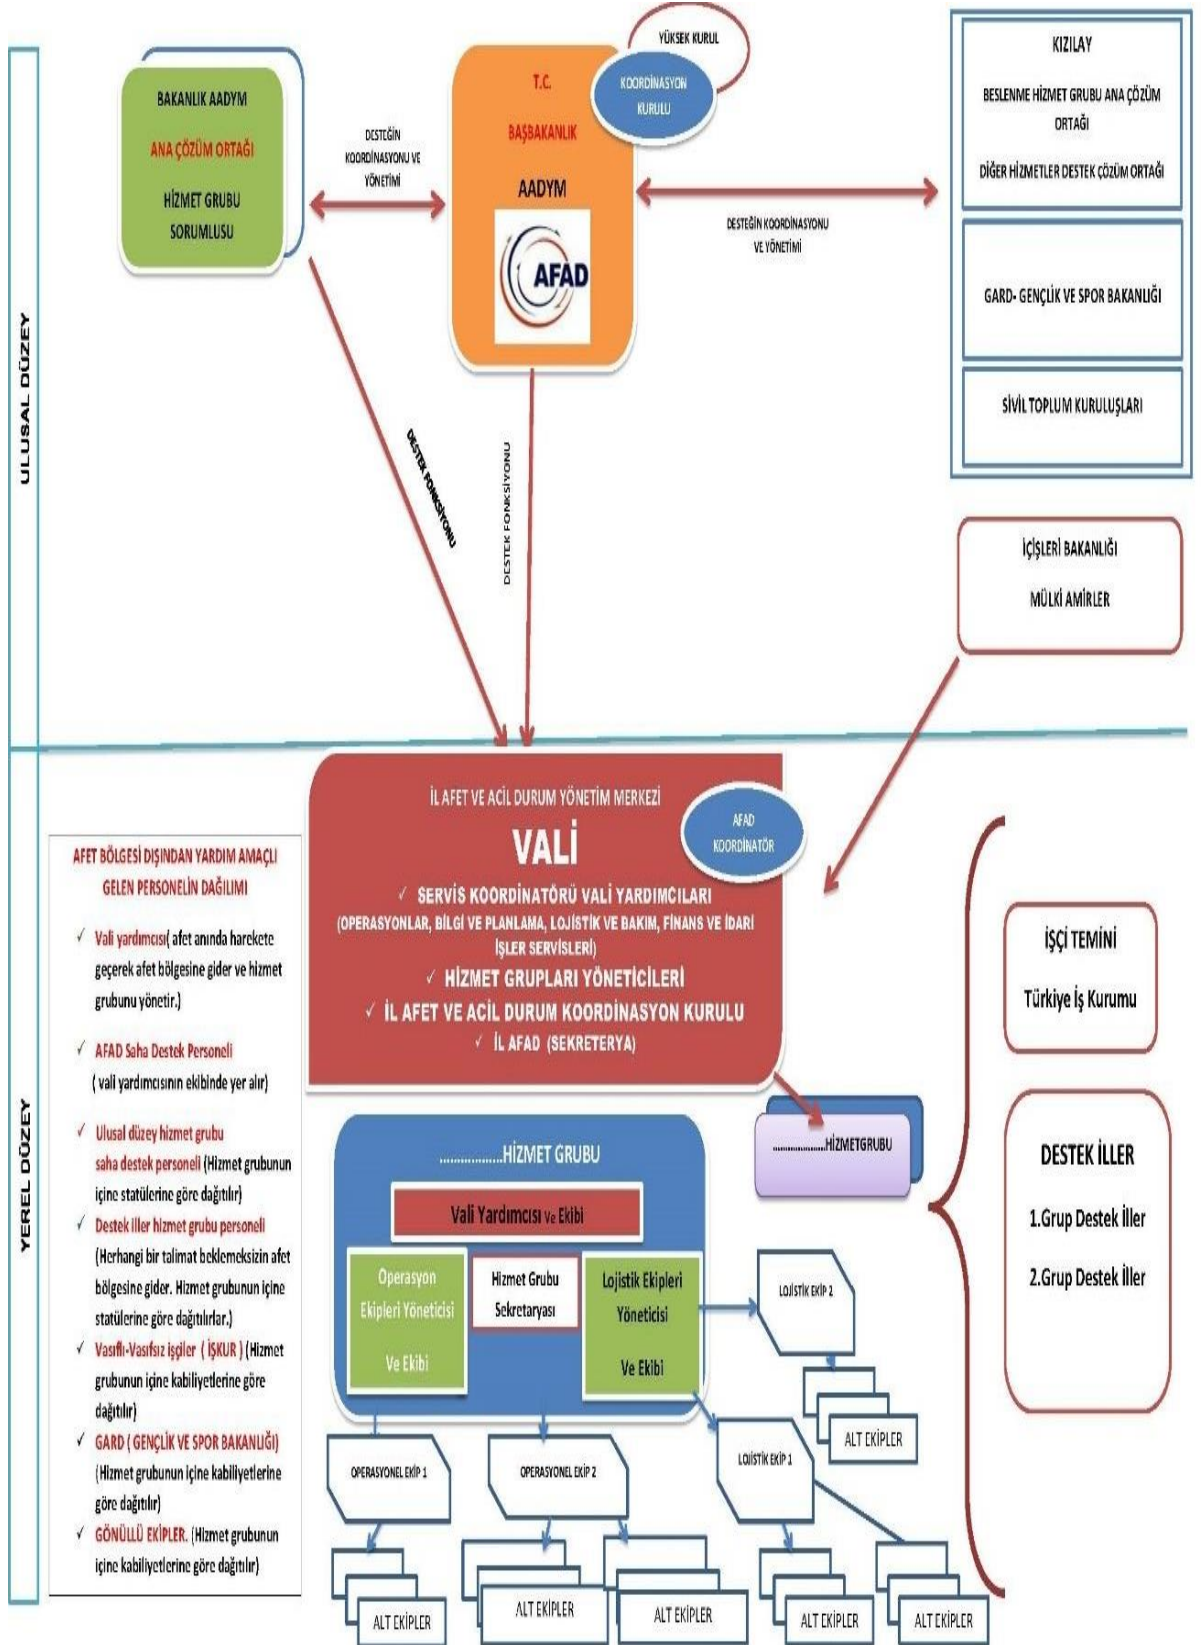 ULUSAL DÜZEY
YÜKSEK KURUL
KOORDİNASYON
KURULU
BAKANLIK AADYM
ANA ÇÖZÜM ORTAĞI
HİZMET GRUBU
SORUMLUSU
DESTEĞİN
KOORDİNASYONU VE
YÖNETİMİ
T.C.
BAŞBAKANLIK
AADYM
AFAD
DESTEĞİN KOORDİNASYONU
VE YÖNETİMİ
KIZILAY
BESLENME HİZMET GRUBU ANA ÇÖZÜM
ORTAĞI
DİĞER HİZMETLER DESTEK ÇÖZÜM ORTAĞI
GARD- GENÇLİK VE SPOR BAKANLIĞI
SİVİL TOPLUM KURULUŞLARI
DESTEK FONKSİYONU
DESTEK FONKSİYONU
İÇİŞLERİ BAKANLIĞI
MÜLKİ AMİRLER
YEREL DÜZEY
AFET BÖLGESİ DIŞINDAN YARDIM AMAÇLI
GELEN PERSONELİN DAĞILIMI
✓ Vali yardımcısı( afet anında harekete
geçerek afet bölgesine gider ve hizmet
grubunu yönetir.)
✓ AFAD Saha Destek Personeli
( vali yardımcısının ekibinde yer alır)
✓ Ulusal düzey hizmet grubu
saha destek personeli (Hizmet grubunun
içine statülerine göre dağıtılır)
✓ Destek iller hizmet grubu personeli
(Herhangi bir talimat beklemeksizin afet
bölgesine gider. Hizmet grubunun içine
statülerine göre dağıtılırlar.)
✓ Vasıflı-Vasıfsız işçiler ( İŞKUR ) (Hizmet
grubunun içine kabiliyetlerine göre
dağıtılır)
✓ GARD ( GENÇLİK VE SPOR BAKANLIĞI)
(Hizmet grubunun içine kabiliyetlerine
göre dağıtılır)
✓ GÖNÜLLÜ EKİPLER. (Hizmet grubunun
içine kabiliyetlerine göre dağıtılır)
İL AFET VE ACİL DURUM YÖNETİM MERKEZİ
VALİ
✓ SERVİS KOORDİNATÖRÜ VALİ YARDIMCILARI
(OPERASYONLAR, BİLGİ VE PLANLAMA, LOJİSTİK VE BAKIM, FİNANS VE İDARİ
İŞLER SERVİSLERİ)
✓ HİZMET GRUPLARI YÖNETİCİLERİ
✓ İL AFET VE ACİL DURUM KOORDİNASYON KURULU
✓ İL AFAD (SEKRETERYA)
AFAD
KOORDİNATÖR
İŞÇİ TEMİNİ
Türkiye İş Kurumu
DESTEK İLLER
1.Grup Destek İller
2.Grup Destek İller
..................HİZMETGRUBU
.................HİZMET GRUBU
Vali Yardımcısı Ve Ekibi
Operasyon
Ekipleri Yöneticisi
Ve Ekibi
Hizmet Grubu
Sekretaryası
Lojistik Ekipleri
Yöneticisi
Ve Ekibi
LOJİSTİK EKİP 2
ALT EKİPLER
OPERASYONEL EKİP 1
OPERASYONEL EKİP 2
LOJİSTİK EKİP 1
ALT EKİPLER
ALT EKİPLER
ALT EKİPLER
ALT EKİPLER
ALT EKİPLER